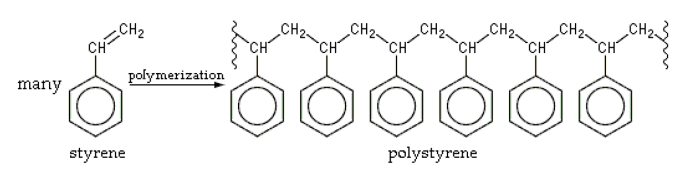 CH CH₂
many
polymerization
styrene
CH CH₂ CH CH₂ CH CH₂ CH CH₂ CH CH₂ CH CH₂
polystyrene